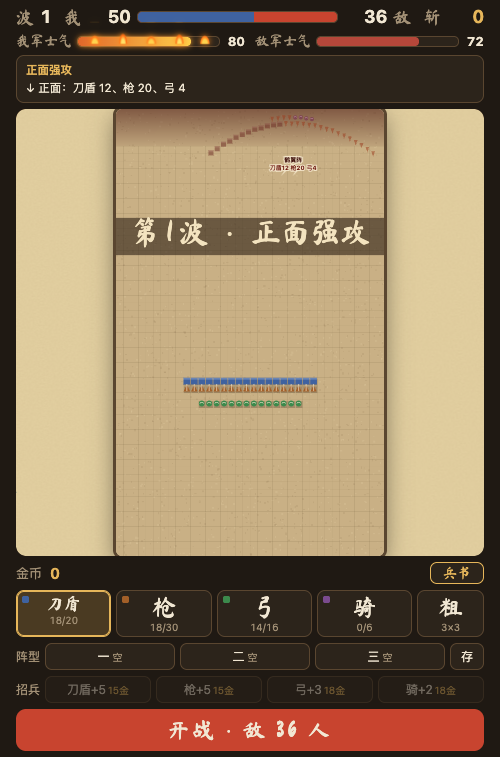 波 1 我 50 36 敌 斩 0
我军士气 80 敌军士气 72
正面强攻
↓ 正面：刀盾 12、枪 20、弓 4
鹤翼阵
刀盾12 枪20 弓4
第1波 · 正面强攻
金币 0 兵书
刀盾 枪 弓 骑 粗
18/20 18/30 14/16 0/6 3×3
阵型 一 空 二 空 三 空 存
招兵 刀盾+5 15金 枪+5 15金 弓+3 18金 骑+2 18金
开战 · 敌 36 人